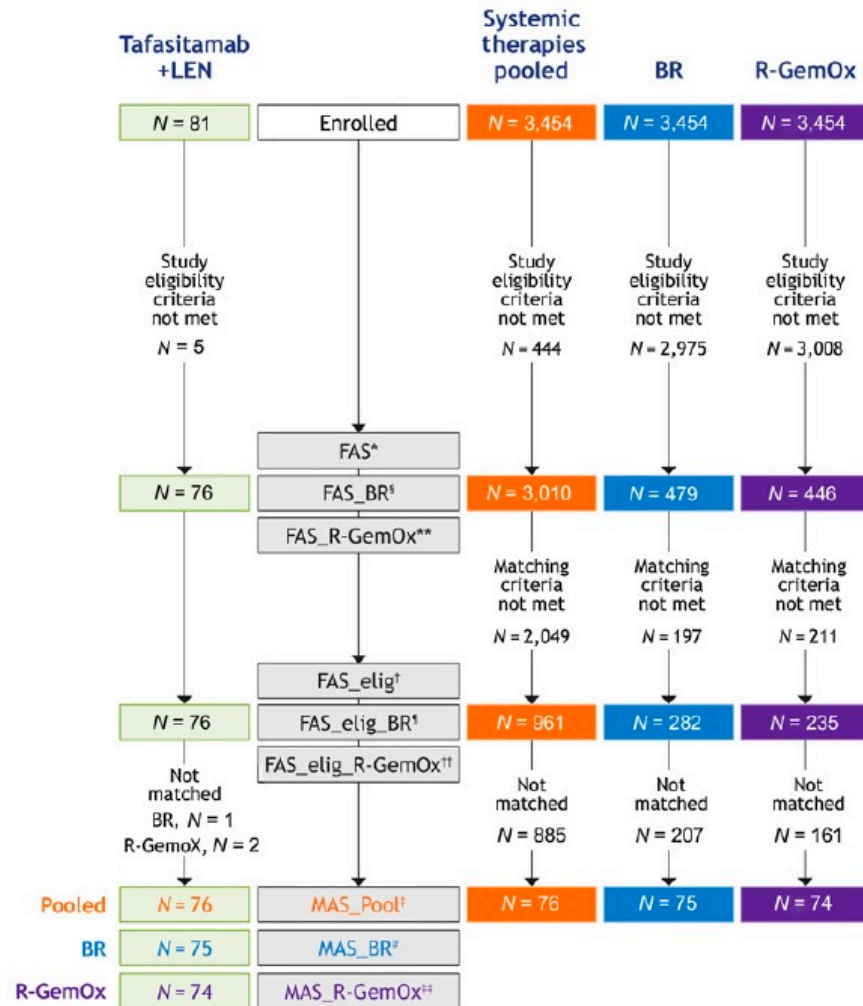 Tafasitamab
+LEN
Systemic
therapies
pooled
BR
R-GemOx
N = 81
Enrolled
N = 3,454
N = 3,454
N = 3,454
Study
eligibility
criteria
not met
N = 5
Study
eligibility
criteria
not met
N = 444
Study
eligibility
criteria
not met
N = 2,975
Study
eligibility
criteria
not met
N = 3,008
FAS*
N = 76
FAS_BR§
N = 3,010
N = 479
N = 446
FAS_R-GemOx**
Matching
criteria
not met
N = 2,049
Matching
criteria
not met
N = 197
Matching
criteria
not met
N = 211
FAS_elig†
N = 76
FAS_elig_BR¶
N = 961
N = 282
N = 235
FAS_elig_R-GemOx††
Not
matched
BR, N = 1
R-GemoX, N = 2
Not
matched
N = 885
Not
matched
N = 207
Not
matched
N = 161
Pooled
N = 76
MAS_Pool‡
N = 76
N = 75
N = 74
BR
N = 75
MAS_BR#
R-GemOx
N = 74
MAS_R-GemOx‡‡